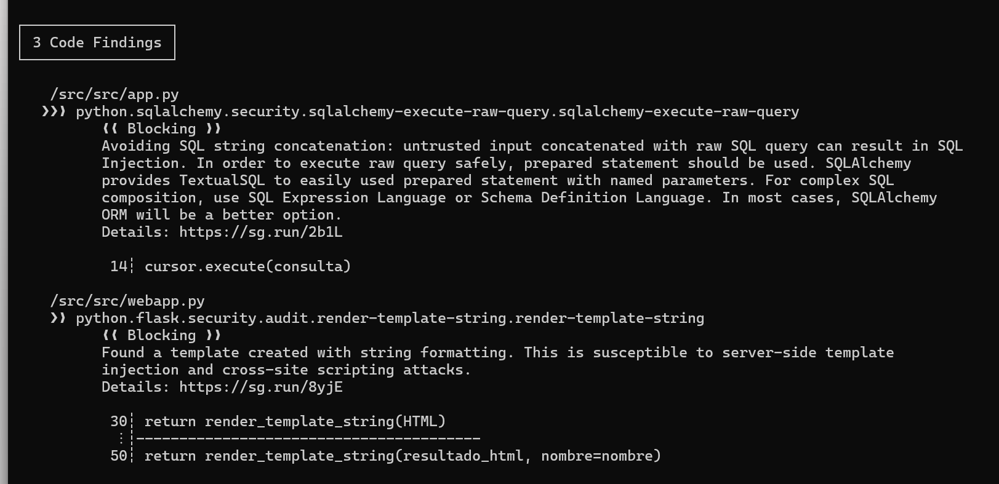 3 Code Findings
/src/src/app.py
❯❯❱ python.sqlalchemy.security.sqlalchemy-execute-raw-query.sqlalchemy-execute-raw-query
❰❰ Blocking ❱❱
Avoiding SQL string concatenation: untrusted input concatenated with raw SQL query can result in SQL
Injection. In order to execute raw query safely, prepared statement should be used. SQLAlchemy
provides TextualSQL to easily used prepared statement with named parameters. For complex SQL
composition, use SQL Expression Language or Schema Definition Language. In most cases, SQLAlchemy
ORM will be a better option.
Details: https://sg.run/2b1L
14┆ cursor.execute(consulta)
/src/src/webapp.py
❯❱ python.flask.security.audit.render-template-string.render-template-string
❰❰ Blocking ❱❱
Found a template created with string formatting. This is susceptible to server-side template
injection and cross-site scripting attacks.
Details: https://sg.run/8yjE
30┆ return render_template_string(HTML)
⋮┆----------------------------------------
50┆ return render_template_string(resultado_html, nombre=nombre)